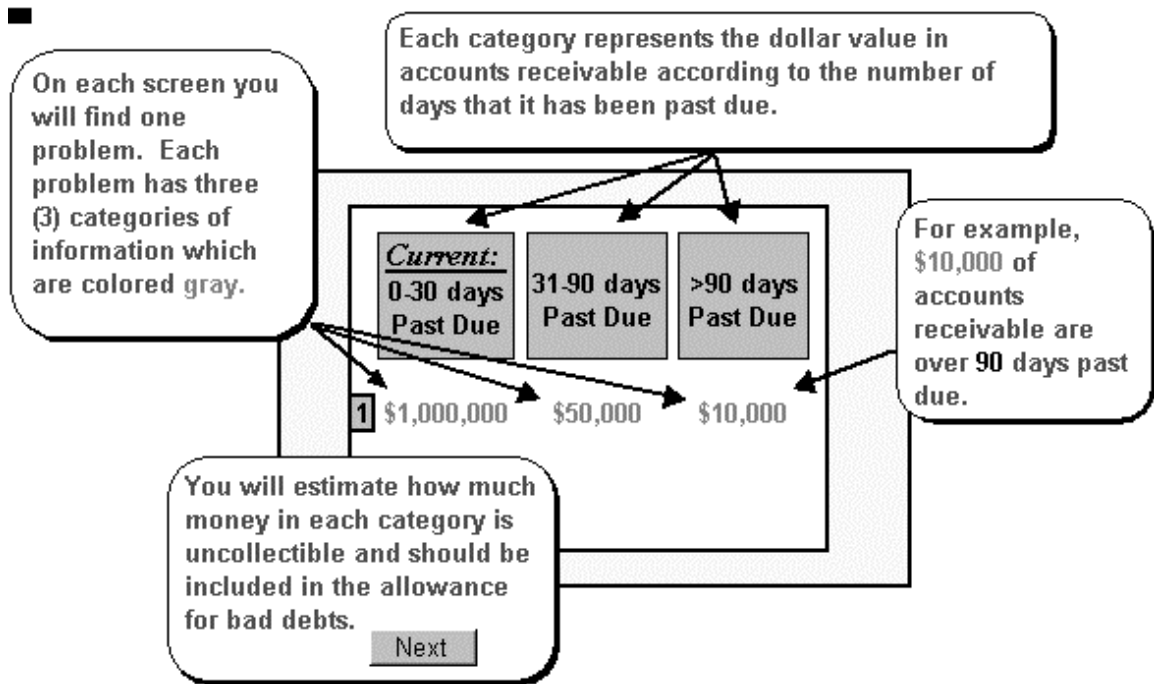 Each category represents the dollar value in
accounts receivable according to the number of
days that it has been past due.
On each screen you
will find one
problem.  Each
problem has three
(3) categories of
information which
are colored gray.
Current:
0-30 days
Past Due
31-90 days
Past Due
>90 days
Past Due
For example,
$10,000 of
accounts
receivable are
over 90 days past
due.
1 $1,000,000 $50,000 $10,000
You will estimate how much
money in each category is
uncollectible and should be
included in the allowance
for bad debts.
Next